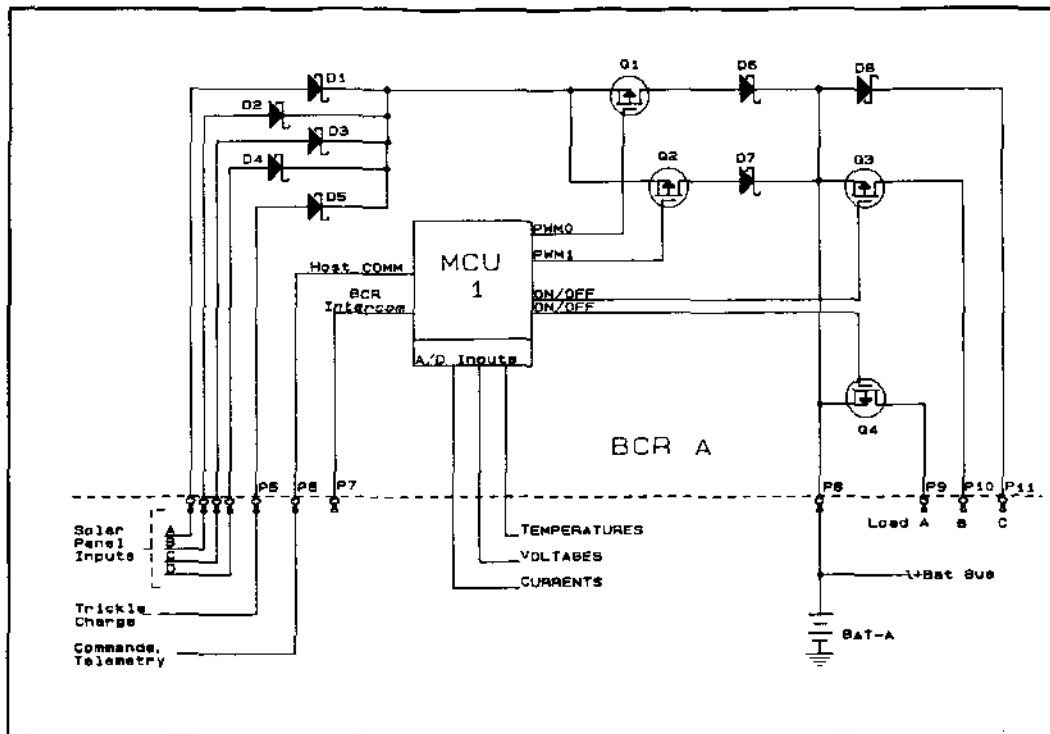 Q1
D6
D8
D1
D2
D3
D4
D5
Q2
D7
Q3
PWM0
PWM1
MCU
1
Host COMM
BCR
Intercom
ON/OFF
ON/OFF
A/D Inputs
Q4
BCR A
P5
P6
P7
P8
P9
P10
P11
Load A
B
C
Solar
Panel
Inputs
A
B
C
D
TEMPERATURES
VOLTABES
CURRENTS
+Bat Bus
Trickle
Charge
BAT-A
Commands,
Telemetry